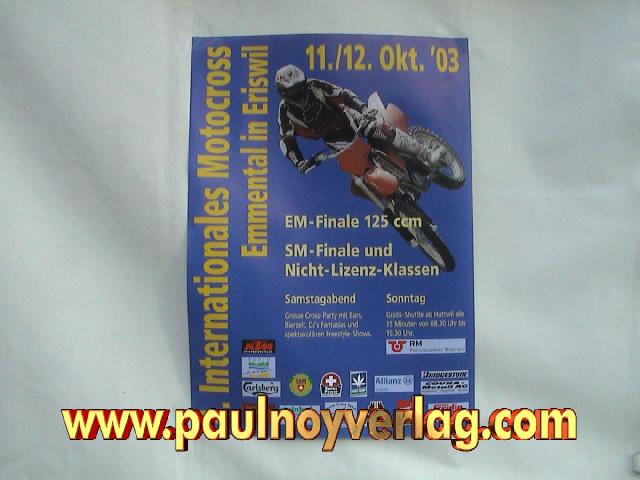 . Internationales Motocross
Emmental in Eriswil
11./12. Okt. '03
EM-Finale 125 ccm
SM-Finale und
Nicht-Lizenz-Klassen
Samstagabend
Grosse Cross-Party mit Bars,
Bierzelt, DJ's Fantasias und
spektakulären Freestyle-Shows.
Sonntag
Gratis-Shuttle ab Huttwil alle
15 Minuten von 08.30 Uhr bis
19.30 Uhr.
RM
KTM
Carlsberg
Allianz
BRIDGESTONE
www.paulnoyverlag.com